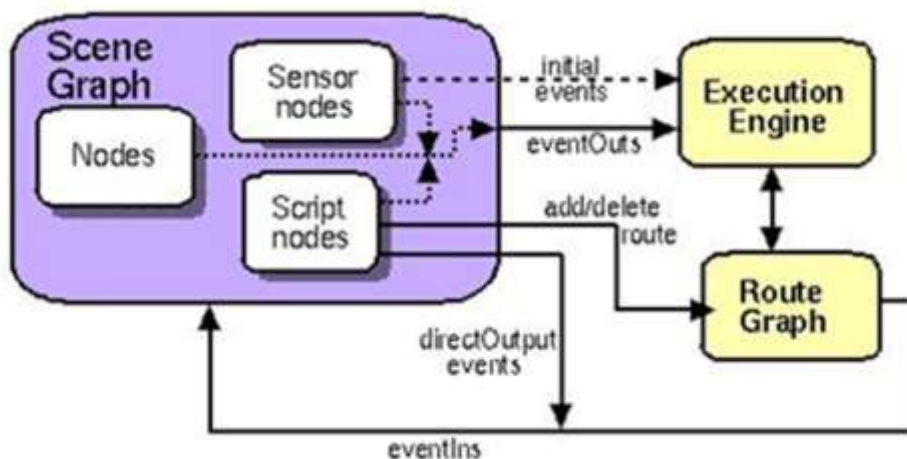 Scene
Graph
Sensor
nodes
Nodes
Script
nodes
initial
events
eventOuts
Execution
Engine
add/delete
route
Route
Graph
directOutput
events
eventIns